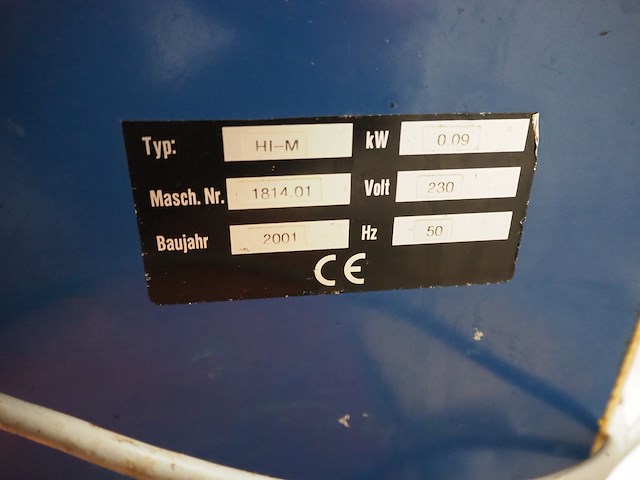 Typ: HI-M kW 0.09
Masch. Nr. 1814.01 Volt 230
Baujahr 2001 Hz 50
CE